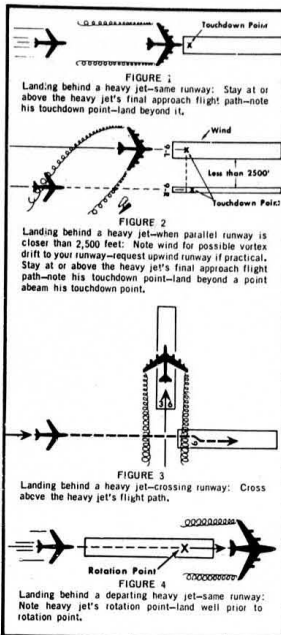 Touchdown Point
FIGURE 1
Landing behind a heavy jet—same runway: Stay at or
above the heavy jet's final approach flight path—note
his touchdown point—land beyond it.
Wind
Less than 2500'
Touchdown Point
FIGURE 2
Landing behind a heavy jet—when parallel runway is
closer than 2,500 feet: Note wind for possible vortex
drift to your runway—request upwind runway if practical.
Stay at or above the heavy jet's final approach flight
path—note his touchdown point—land beyond a point
abeam his touchdown point.
36
FIGURE 3
Landing behind a heavy jet—crossing runway: Cross
above the heavy jet's flight path.
Rotation Point
FIGURE 4
Landing behind a departing heavy jet—same runway:
Note heavy jet's rotation point—land well prior to
rotation point.